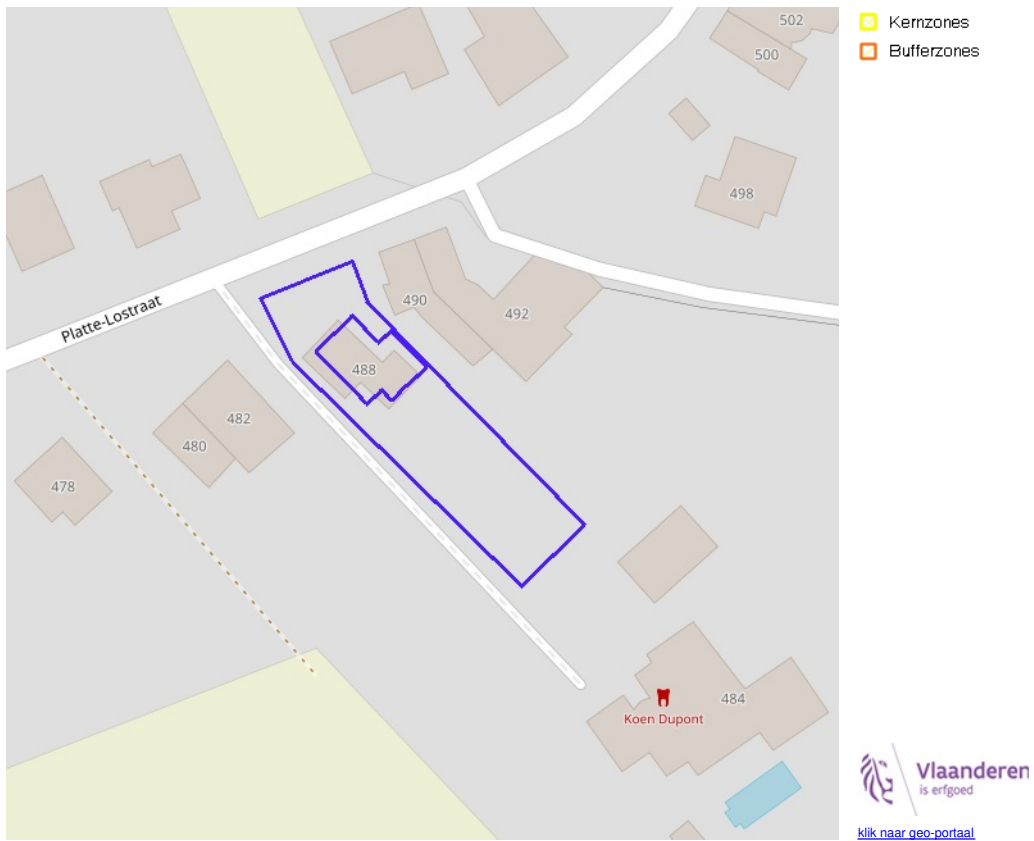 502
500
Kernzones
Bufferzones
498
490
492
Platte-Lostraat
488
482
480
478
484
Koen Dupont
Vlaanderen
is erfgoed
klik naar geo-portaal